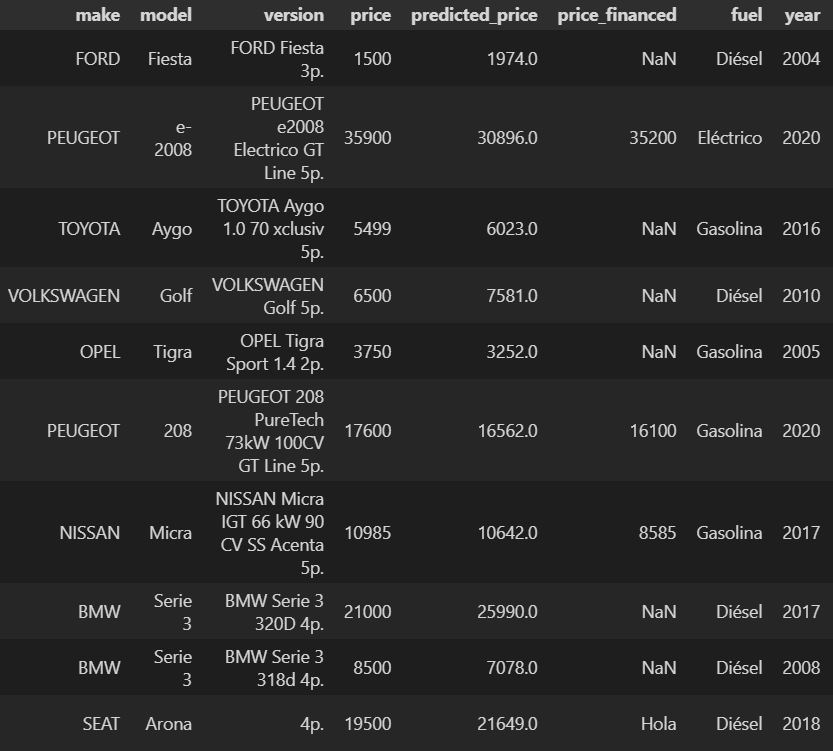 make model version price predicted_price price_financed fuel year
FORD Fiesta FORD Fiesta 3p. 1500 1974.0 NaN Diésel 2004
PEUGEOT e-2008 PEUGEOT e2008 Electrico GT Line 5p. 35900 30896.0 35200 Eléctrico 2020
TOYOTA Aygo TOYOTA Aygo 1.0 70 xclusiv 5p. 5499 6023.0 NaN Gasolina 2016
VOLKSWAGEN Golf VOLKSWAGEN Golf 5p. 6500 7581.0 NaN Diésel 2010
OPEL Tigra OPEL Tigra Sport 1.4 2p. 3750 3252.0 NaN Gasolina 2005
PEUGEOT 208 PEUGEOT 208 PureTech 73kW 100CV GT Line 5p. 17600 16562.0 16100 Gasolina 2020
NISSAN Micra NISSAN Micra IGT 66 kW 90 CV SS Acenta 5p. 10985 10642.0 8585 Gasolina 2017
BMW Serie 3 BMW Serie 3 320D 4p. 21000 25990.0 NaN Diésel 2017
BMW Serie 3 BMW Serie 3 318d 4p. 8500 7078.0 NaN Diésel 2008
SEAT Arona 4p. 19500 21649.0 Hola Diésel 2018